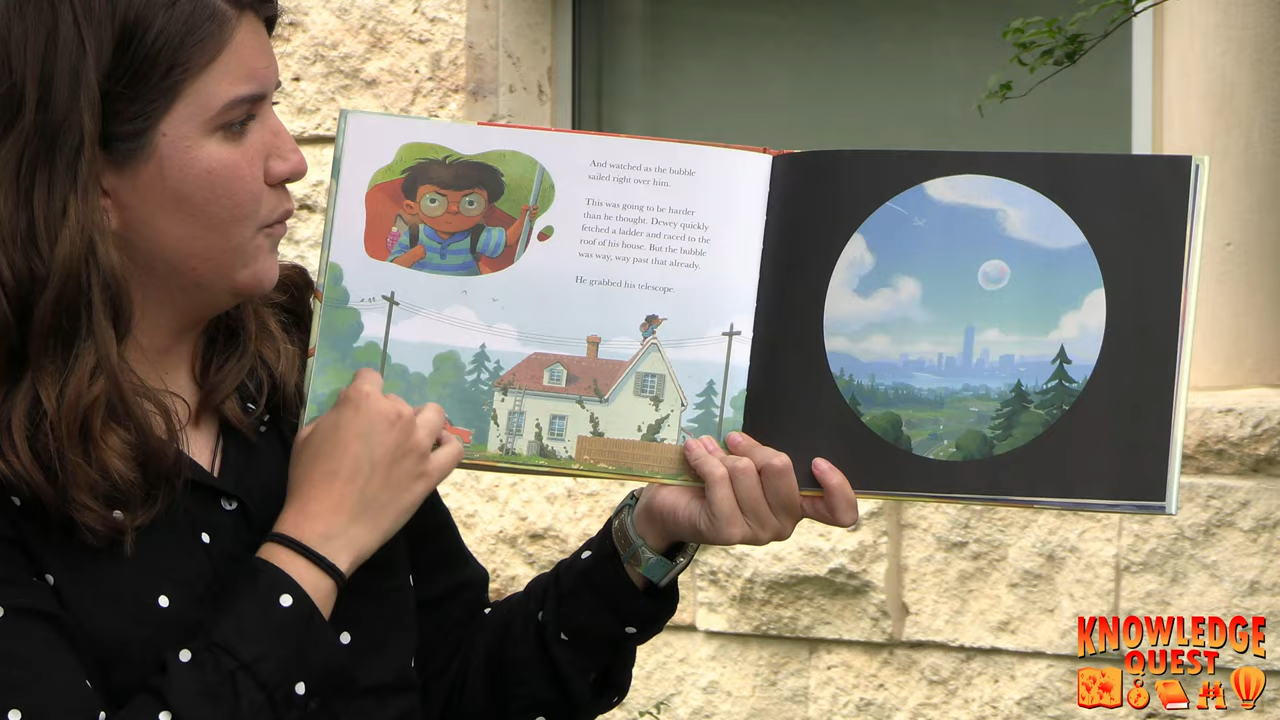 And watched as the bubble
sailed right over him.
This was going to be harder
than he thought. Dewey quickly
fetched a ladder and raced to the
roof of his house. But the bubble
was way, way past that already.
He grabbed his telescope.
KNOWLEDGE
QUEST